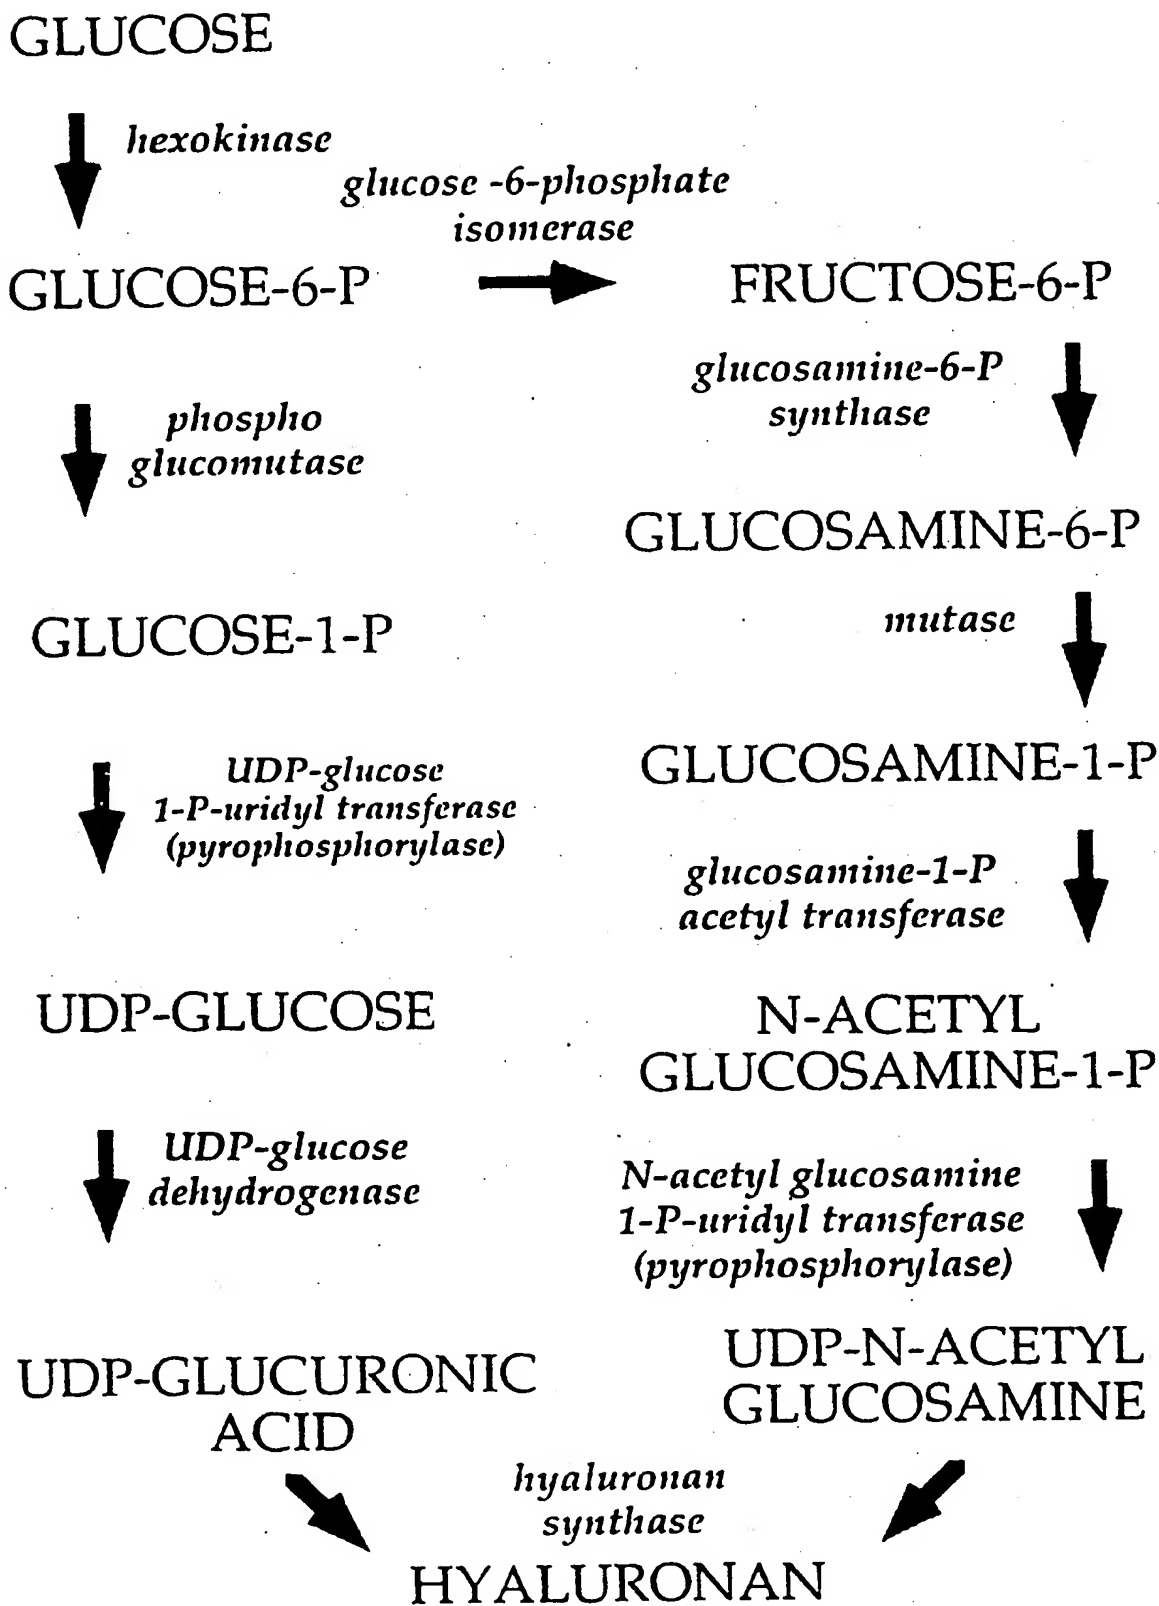 GLUCOSE
hexokinase
glucose -6-phosphate
isomerase
GLUCOSE-6-P
FRUCTOSE-6-P
phospho
glucomutase
glucosamine-6-P
synthase
GLUCOSAMINE-6-P
GLUCOSE-1-P
mutase
GLUCOSAMINE-1-P
UDP-glucose
1-P-uridyl transferase
(pyrophosphorylase)
glucosamine-1-P
acetyl transferase
UDP-GLUCOSE
N-ACETYL
GLUCOSAMINE-1-P
UDP-glucose
dehydrogenase
N-acetyl glucosamine
1-P-uridyl transferase
(pyrophosphorylase)
UDP-GLUCURONIC
ACID
UDP-N-ACETYL
GLUCOSAMINE
hyaluronan
synthase
HYALURONAN